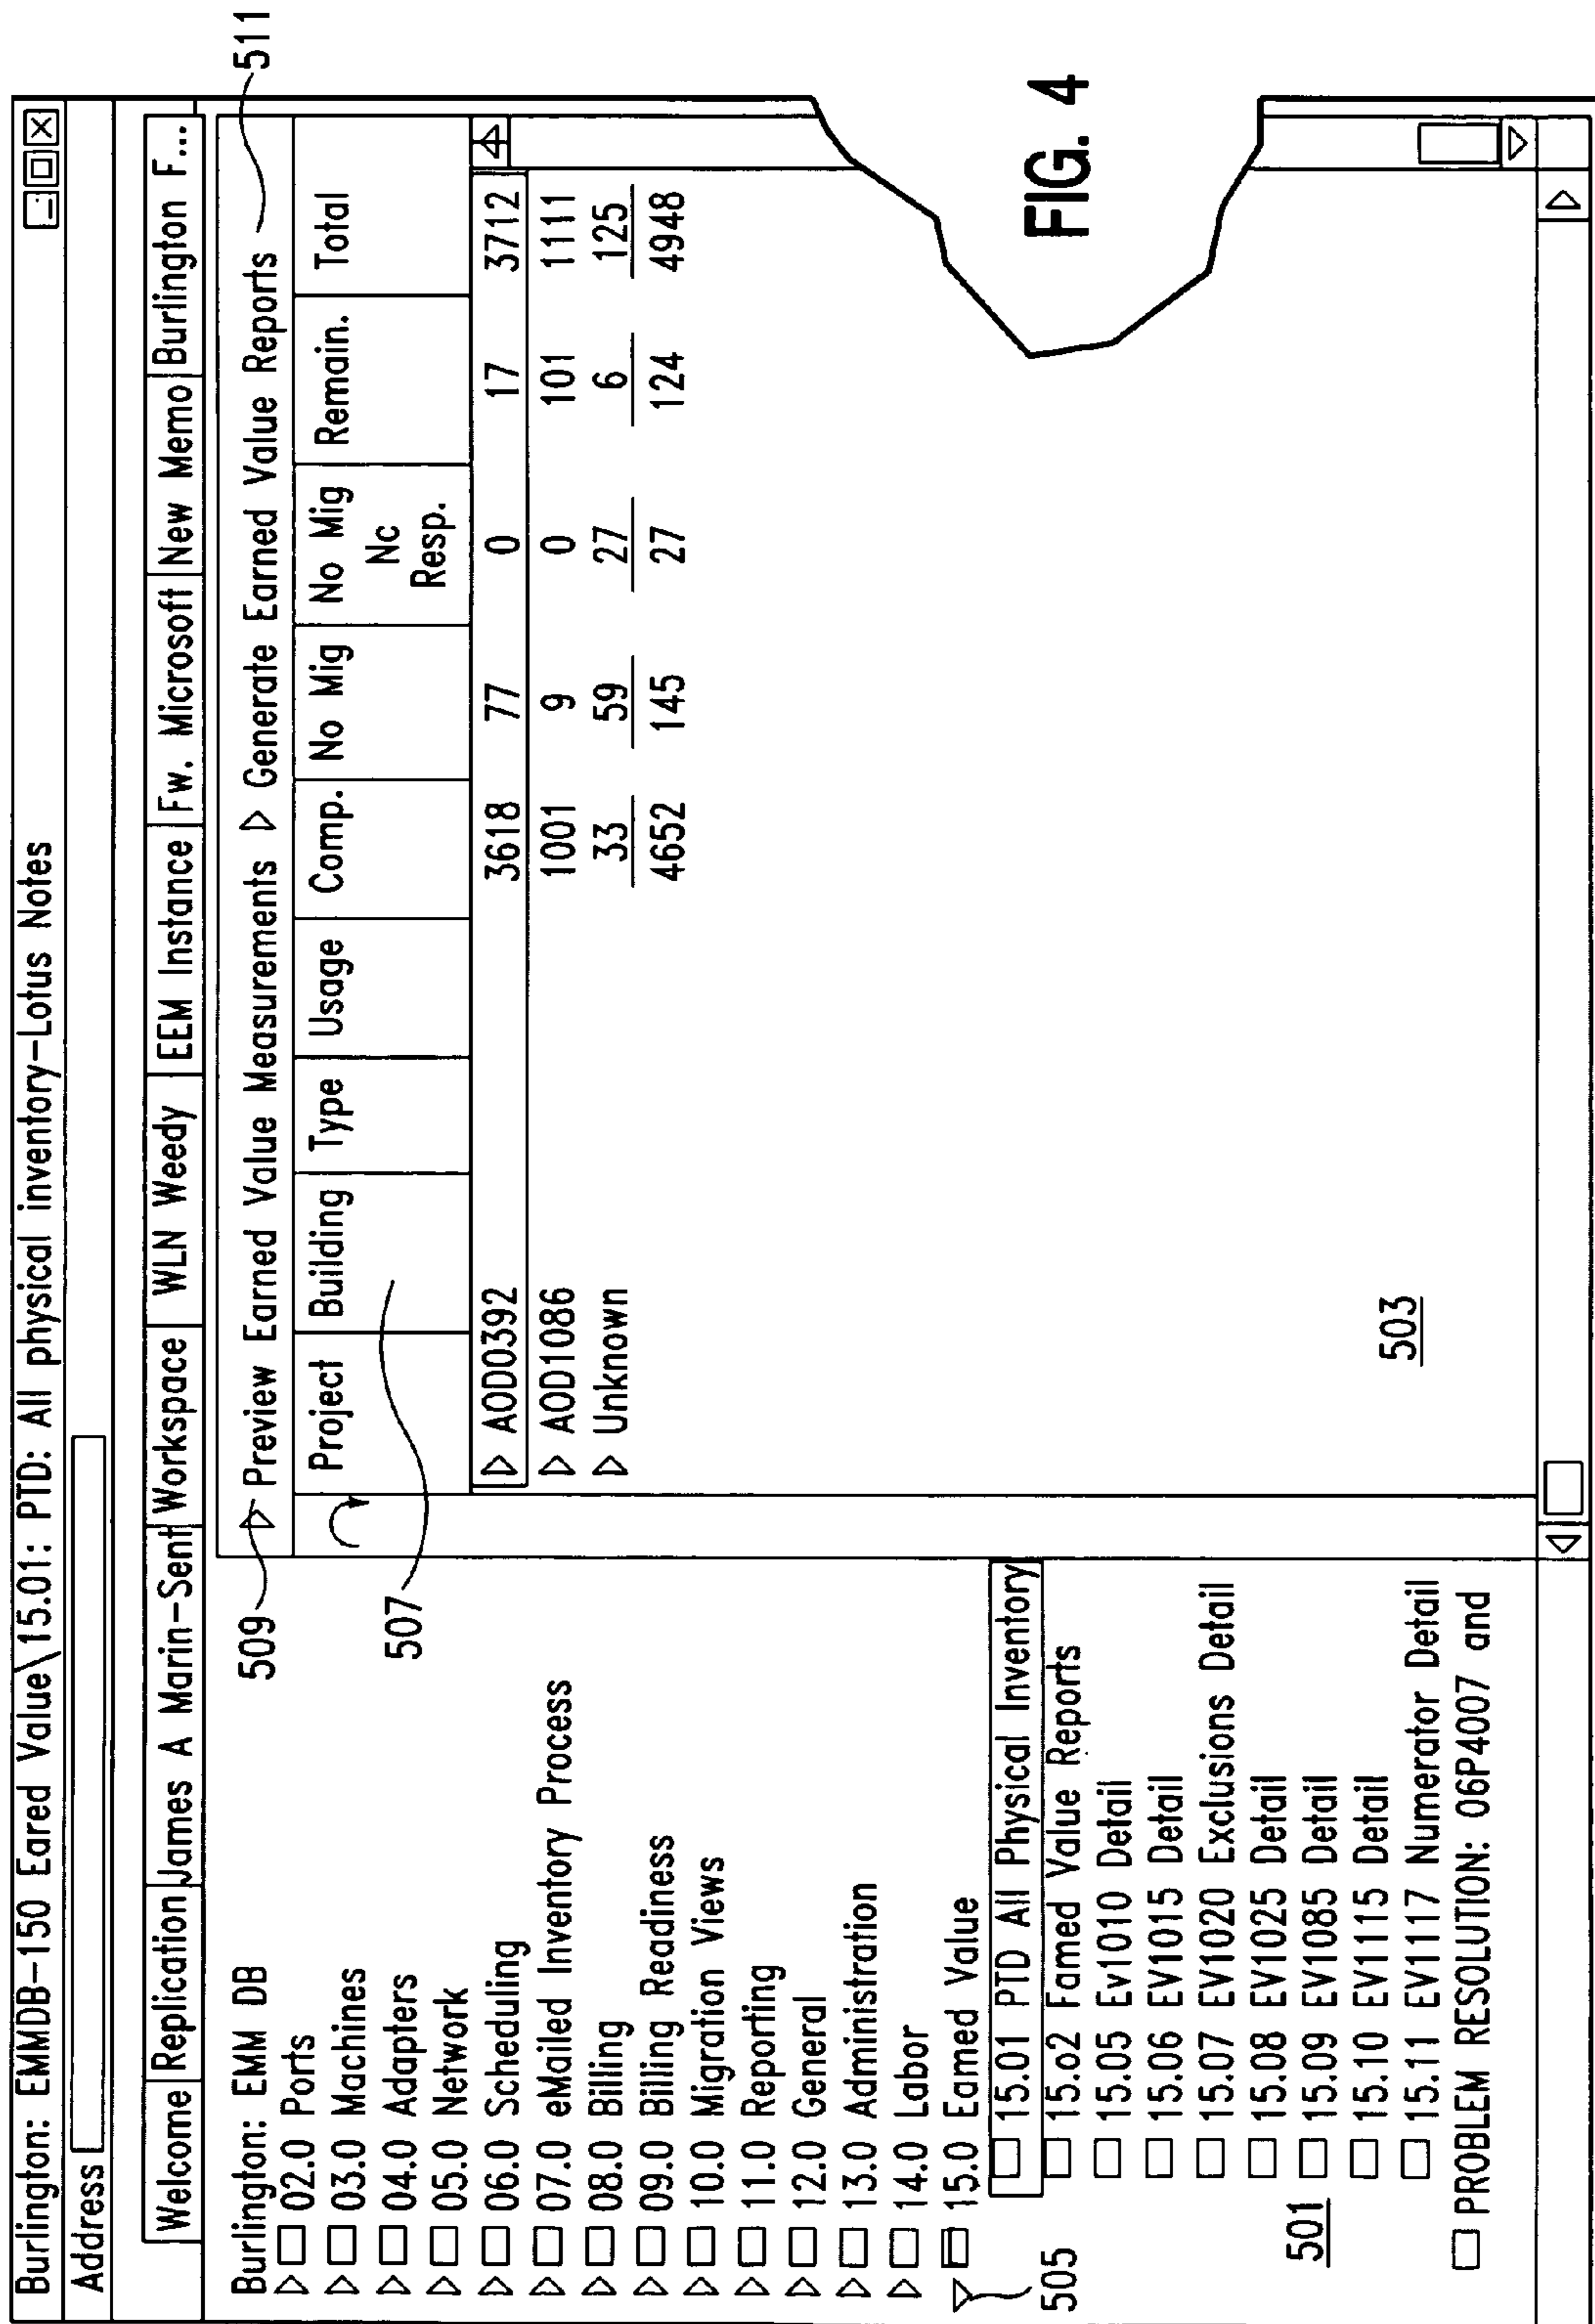 Burlington: EMMDB-150 Eared Value\15.01: PTD: All physical inventory-Lotus Notes
Address
Welcome Replication James A Marin-Sent Workspace WLN Weedy EEM Instance Fw. Microsoft New Memo Burlington F...
Burlington: EMM DB
02.0 Ports
03.0 Machines
04.0 Adapters
05.0 Network
06.0 Scheduling
07.0 eMailed Inventory Process
08.0 Billing
09.0 Billing Readiness
10.0 Migration Views
11.0 Reporting
12.0 General
13.0 Administration
14.0 Labor
15.0 Eamed Value
505
15.01 PTD All Physical Inventory
15.o2 Famed Value Reports
15.05 Ev1010 Detail
15.06 EV1015 Detail
15.07 EV1020 Exclusions Detail
15.08 EV1025 Detail
15.09 EV1085 Detail
15.10 EV1115 Detail
15.11 EV1117 Numerator Detail
501
PROBLEM RESOLUTION: 06P4007 and
509
507
Preview Earned Value Measurements Generate Earned Value Reports
511
Project Building Type Usage Comp. No Mig No Mig Remain. Total
Nc
Resp.
AOD0392 3618 77 0 17 3712
AOD1086 1001 9 0 101 1111
Unknown 33 59 27 6 125
4652 145 27 124 4948
503
FIG. 4